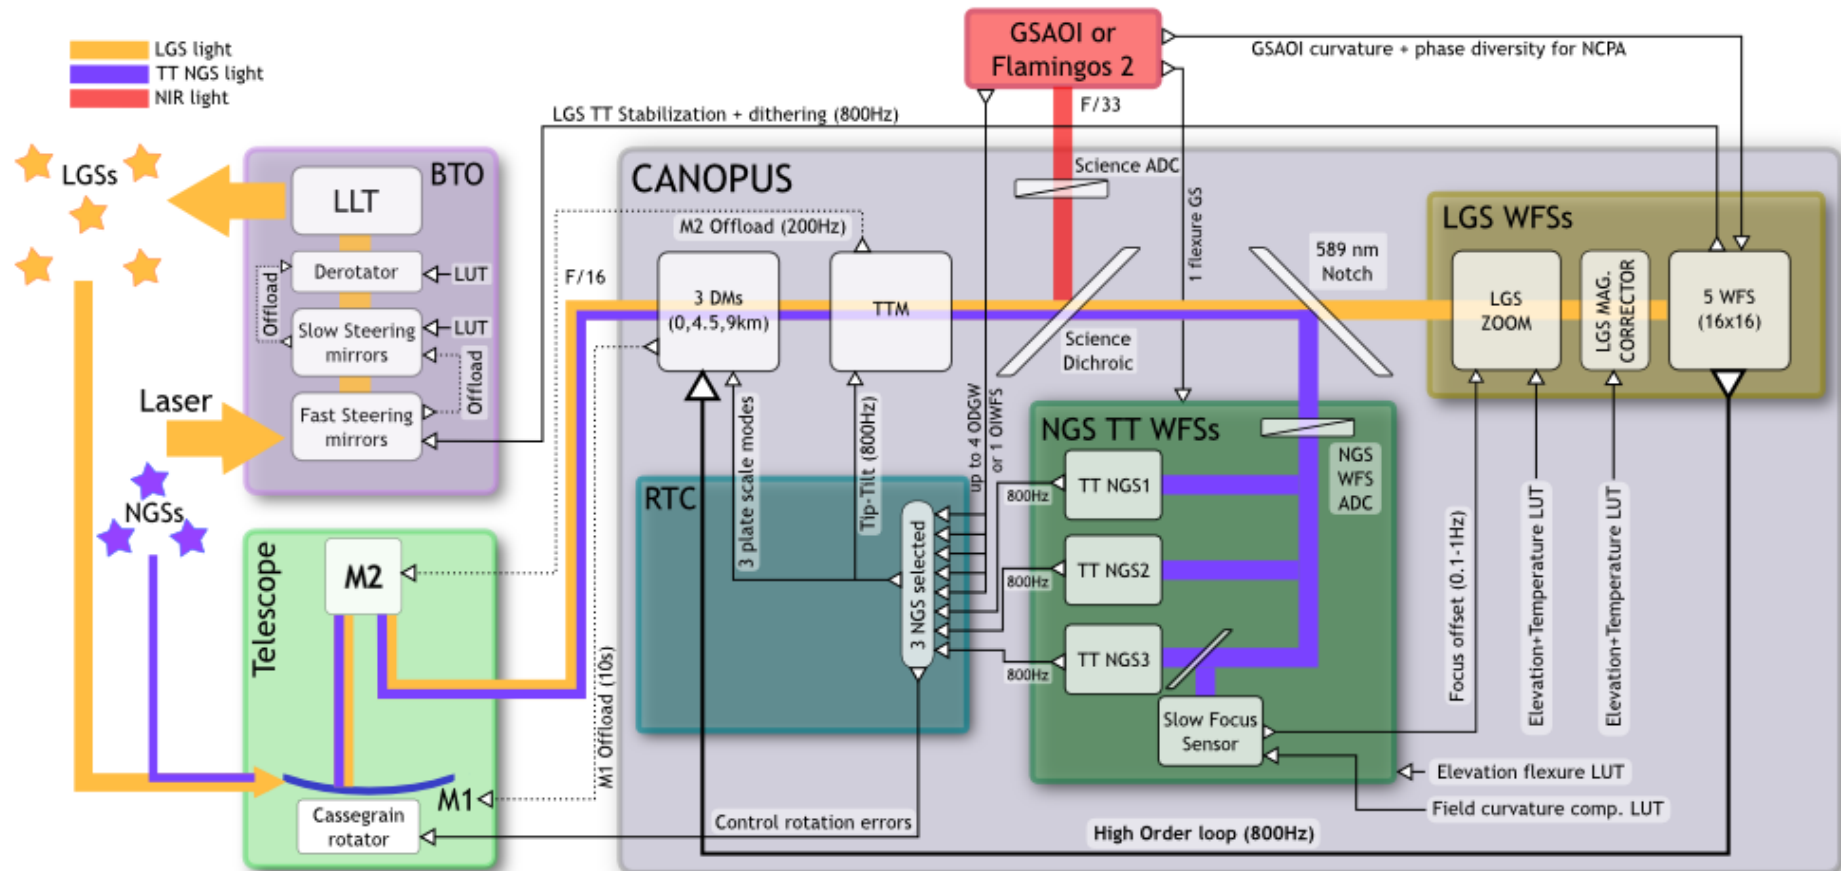 LGS light
TT NGS light
NIR light
GSAOI or
Flamingos 2
GSAOI curvature + phase diversity for NCPA
F/33
LGS TT Stabilization + dithering (800Hz)
LGSs
BTO
LLT
Derotator
LUT
Slow Steering
mirrors
LUT
Offload
Offload
Fast Steering
mirrors
Laser
NGSs
CANOPUS
Science ADC
1 flexure GS
M2 Offload (200Hz)
F/16
3 DMs
(0,4.5,9km)
TTM
Science
Dichroic
589 nm
Notch
LGS WFSs
LGS
ZOOM
LGS MAG.
CORRECTOR
5 WFS
(16x16)
up to 4 ODGW
or 1 OIWFS
3 plate scale modes
Tip-Tilt (800Hz)
RTC
3 NGS selected
800Hz
800Hz
800Hz
NGS TT WFSs
NGS
WFS
ADC
TT NGS1
TT NGS2
TT NGS3
Slow Focus
Sensor
Focus offset (0.1-1Hz)
Elevation+Temperature LUT
Elevation+Temperature LUT
Elevation flexure LUT
Field curvature comp. LUT
Telescope
M2
M1
M1 Offload (10s)
Cassegrain
rotator
Control rotation errors
High Order loop (800Hz)